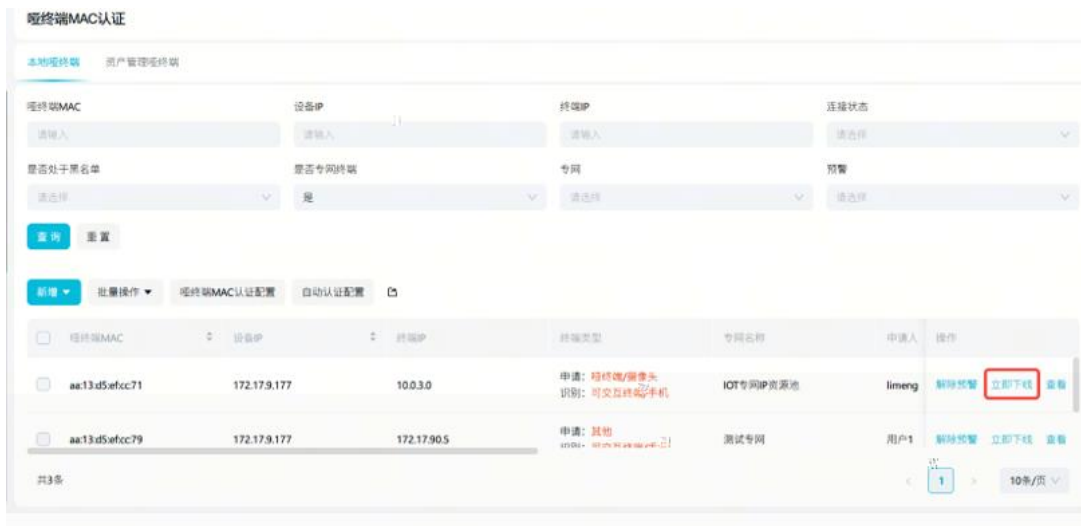 哑终端MAC认证
本地哑终端 资产管理哑终端
哑终端MAC 设备IP 终端IP 连接状态
请输入 请输入 请输入 请选择
是否处于黑名单 是否专网终端 专网 预警
请选择 是 请选择 请选择
查询 重置
新增 批量操作 哑终端MAC认证配置 自动认证配置
哑终端MAC 设备IP 终端IP 终端类型 专网名称 申请人 操作
aa:13:d5:ef:cc:71 172.17.9.177 10.0.3.0 申请：哑终端/摄像头 IOT专网IP资源池 limeng 解除预警 立即下线 查看
识别：可交互终端/手机
aa:13:d5:ef:cc:79 172.17.9.177 172.17.90.5 申请：其他 测试专网 用户1 解除预警 立即下线 查看
共3条 1 10条/页